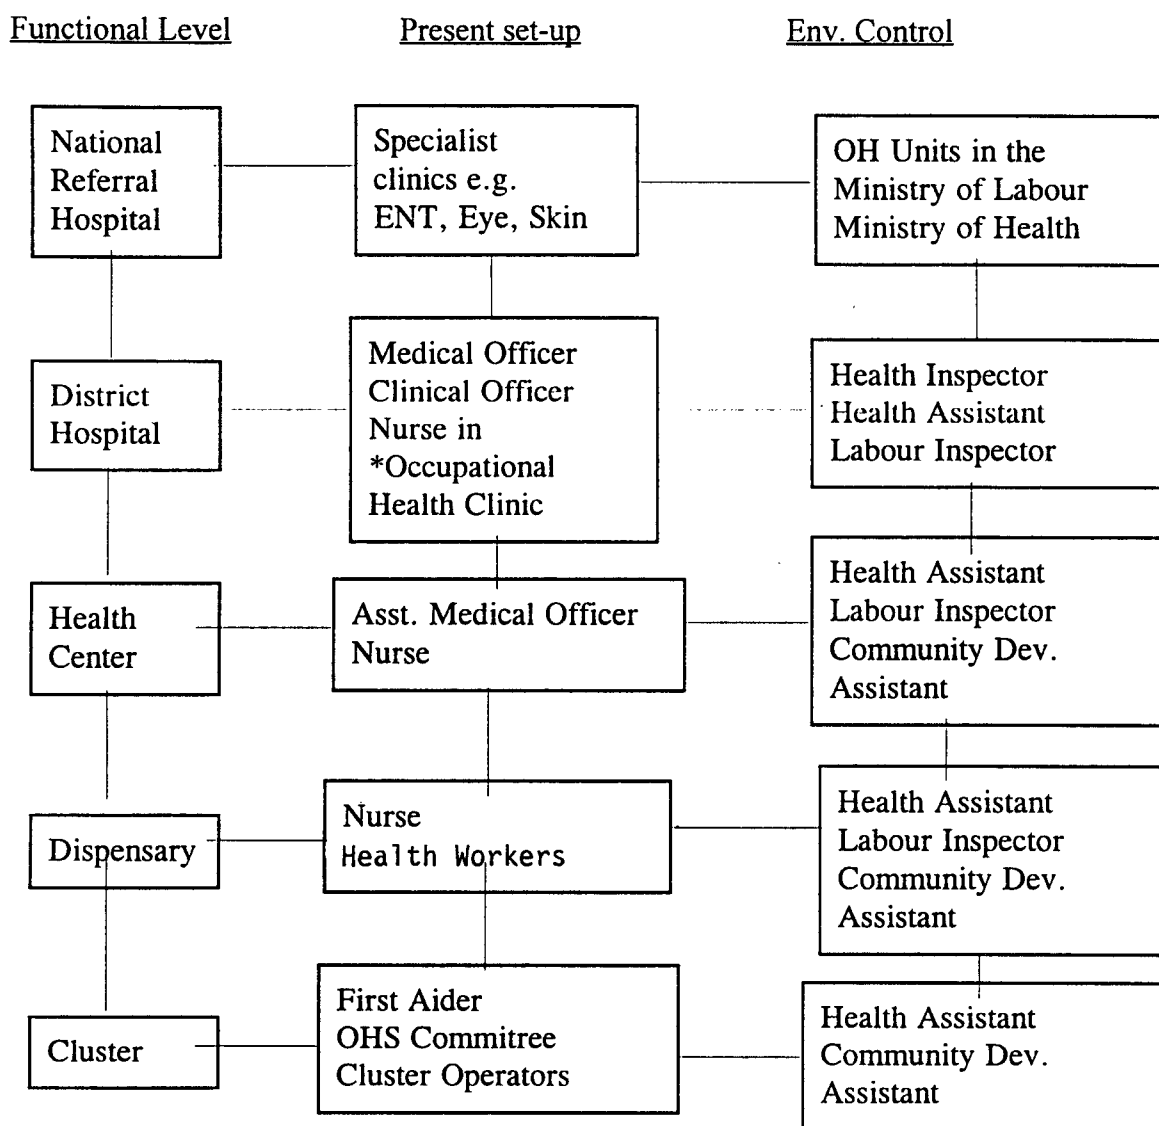 Functional Level
Present set-up
Env. Control
National
Referral
Hospital
Specialist
clinics e.g.
ENT, Eye, Skin
OH Units in the
Ministry of Labour
Ministry of Health
District
Hospital
Medical Officer
Clinical Officer
Nurse in
*Occupational
Health Clinic
Health Inspector
Health Assistant
Labour Inspector
Health
Center
Asst. Medical Officer
Nurse
Health Assistant
Labour Inspector
Community Dev.
Assistant
Dispensary
Nurse
Health Workers
Health Assistant
Labour Inspector
Community Dev.
Assistant
Cluster
First Aider
OHS Commitree
Cluster Operators
Health Assistant
Community Dev.
Assistant